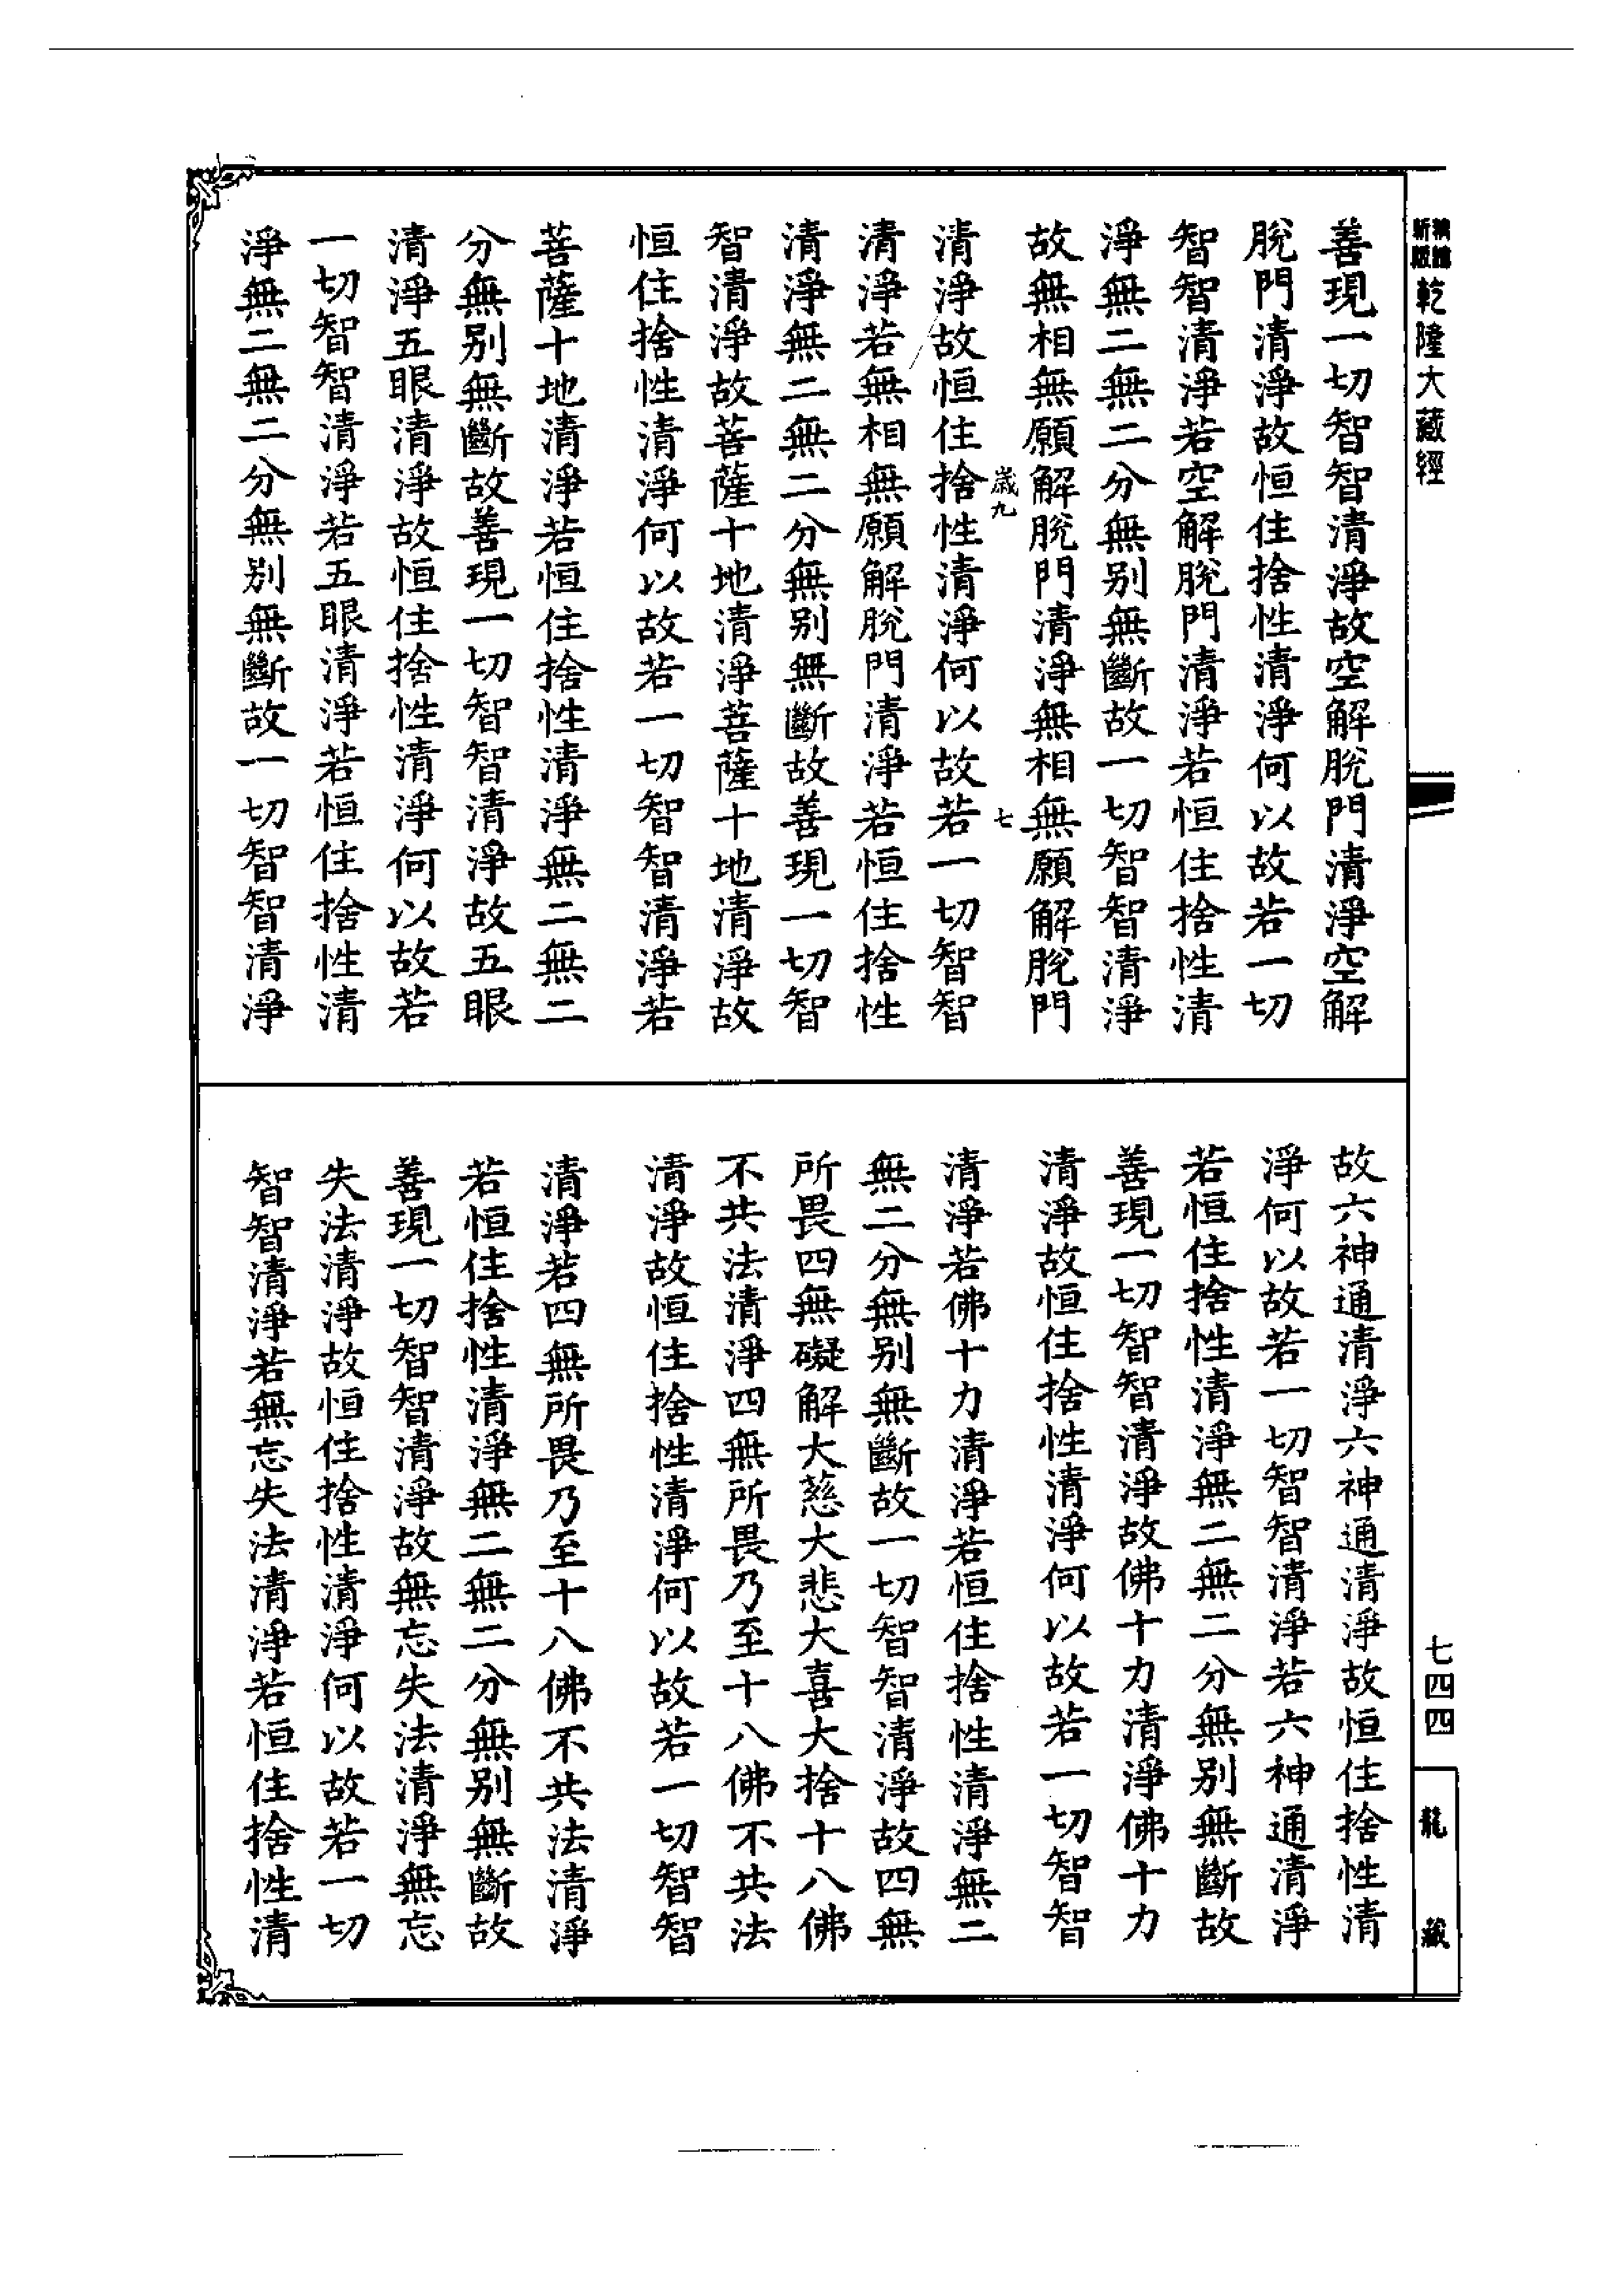 乾隆大藏經
善現一切智智清淨故空解脫門清淨空解
脫門清淨故恒住捨性清淨何以故若一切
智智清淨若空解脫門清淨若恒住捨性清
淨無二無二分無別無斷故一切智智清淨
故無相無願解脫門清淨無相無願解脫門
歲九 七
清淨故恒住捨性清淨何以故若一切智智
清淨若無相無願解脫門清淨若恒住捨性
清淨無二無二分無別無斷故善現一切智
智清淨故菩薩十地清淨菩薩十地清淨故
恒住捨性清淨何以故若一切智智清淨若
菩薩十地清淨若恒住捨性清淨無二無二
分無別無斷故善現一切智智清淨故五眼
清淨五眼清淨故恒住捨性清淨何以故若
一切智智清淨若五眼清淨若恒住捨性清
淨無二無二分無別無斷故一切智智清淨
七四四
龍藏
故六神通清淨六神通清淨故恒住捨性清
淨何以故若一切智智清淨若六神通清淨
若恒住捨性清淨無二無二分無別無斷故
善現一切智智清淨故佛十力清淨佛十力
清淨故恒住捨性清淨何以故若一切智智
清淨若佛十力清淨若恒住捨性清淨無二
無二分無別無斷故一切智智清淨故四無
所畏四無礙解大慈大悲大喜大捨十八佛
不共法清淨四無所畏乃至十八佛不共法
清淨故恒住捨性清淨何以故若一切智智
清淨若四無所畏乃至十八佛不共法清淨
若恒住捨性清淨無二無二分無別無斷故
善現一切智智清淨故無忘失法清淨無忘
失法清淨故恒住捨性清淨何以故若一切
智智清淨若無忘失法清淨若恒住捨性清